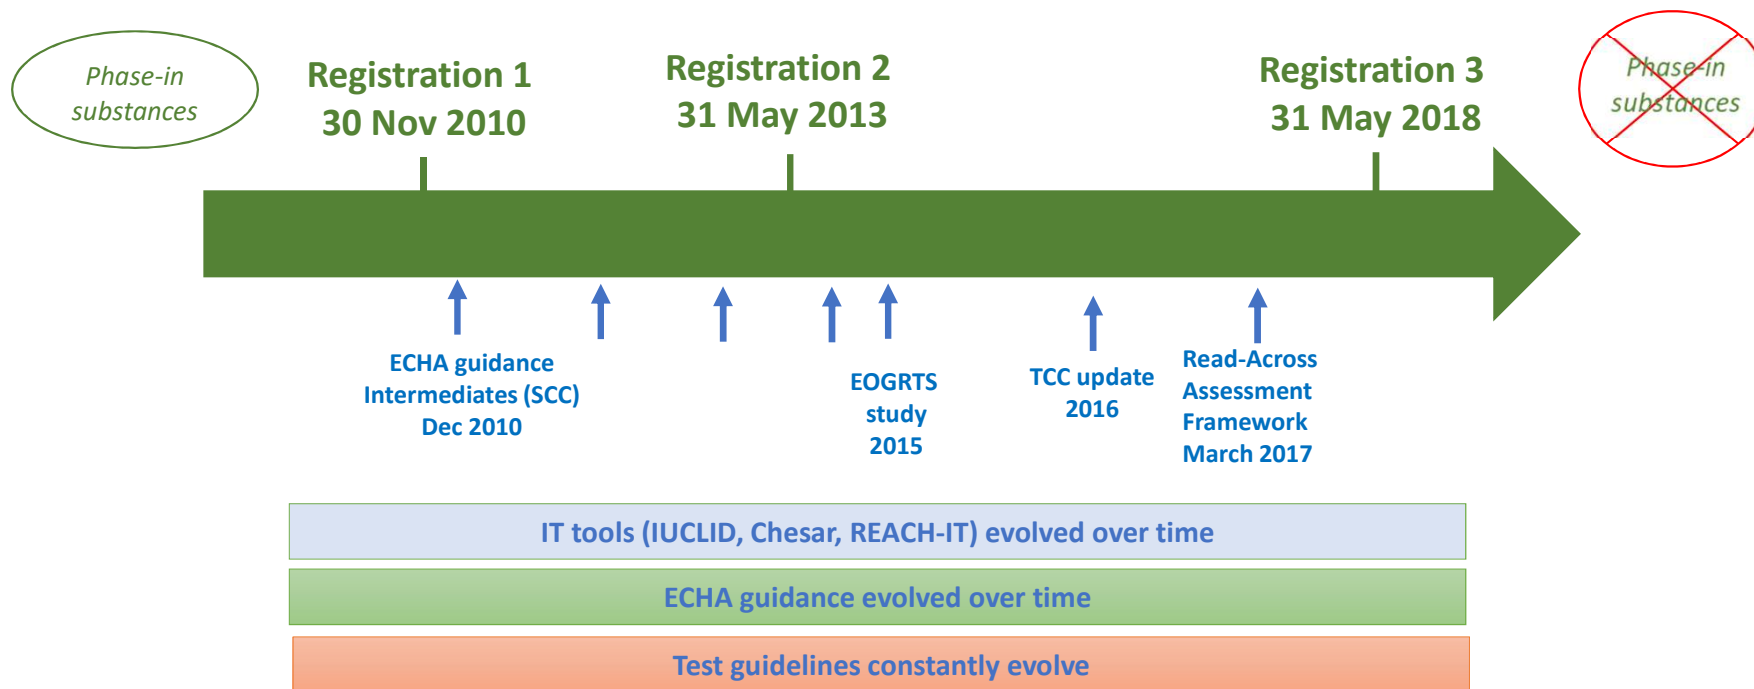 Phase-in
substances
Registration 1
30 Nov 2010
Registration 2
31 May 2013
Registration 3
31 May 2018
Phase-in
substances
ECHA guidance
Intermediates (SCC)
Dec 2010
EOGRTS
study
2015
TCC update
2016
Read-Across
Assessment
Framework
March 2017
IT tools (IUCLID, Chesar, REACH-IT) evolved over time
ECHA guidance evolved over time
Test guidelines constantly evolve